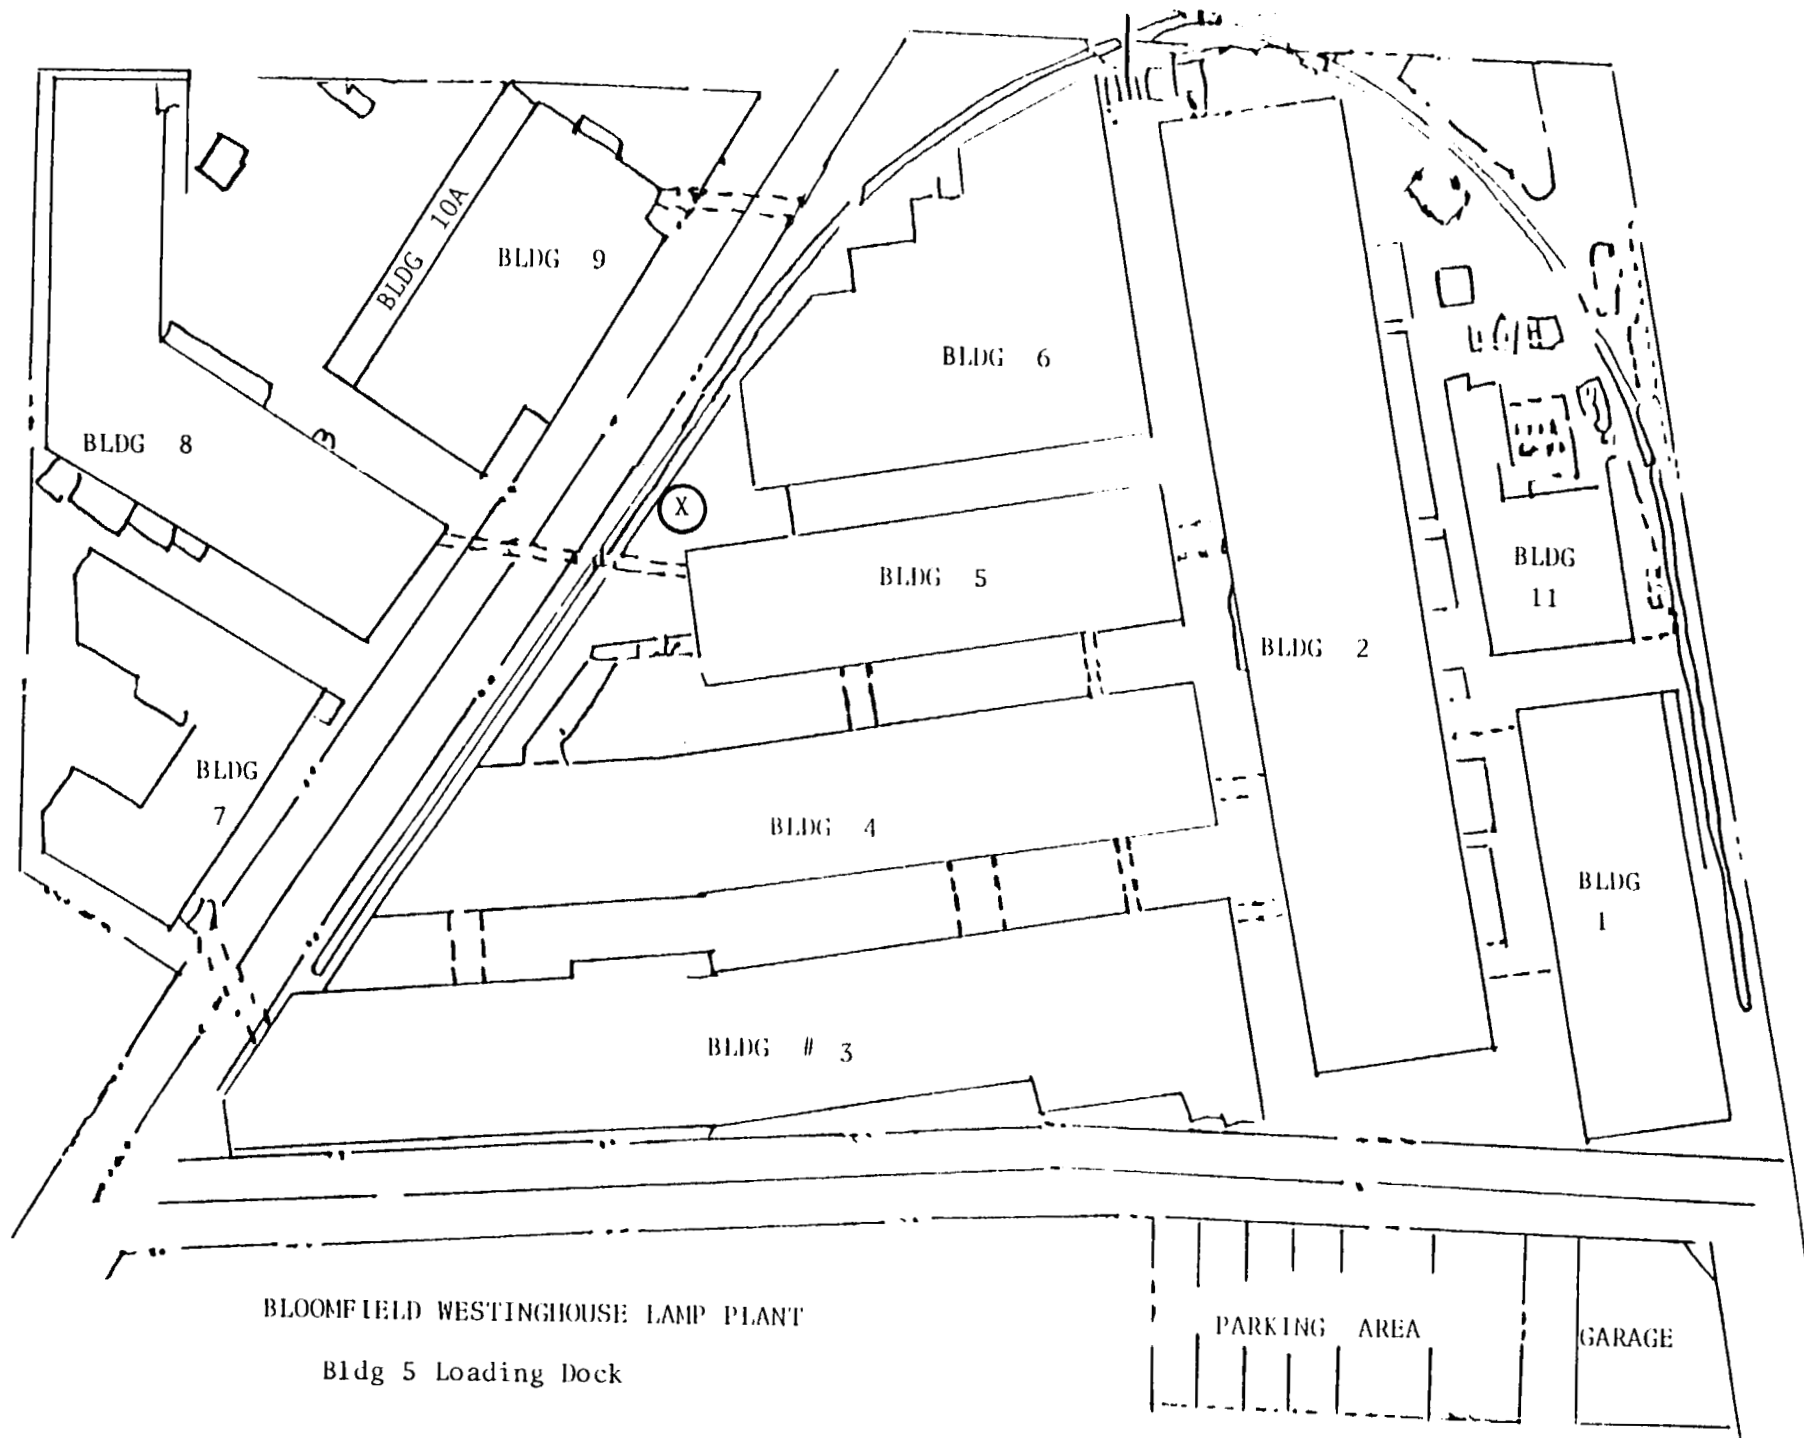 BLDG 10A
BLDG 9
BLDG 6
BLDG 8
X
BLDG 5
BLDG
11
BLDG 2
BLDG
7
BLDG 4
BLDG
1
BLDG # 3
BLOOMFIELD WESTINGHOUSE LAMP PLANT
Bldg 5 Loading Dock
PARKING AREA
GARAGE